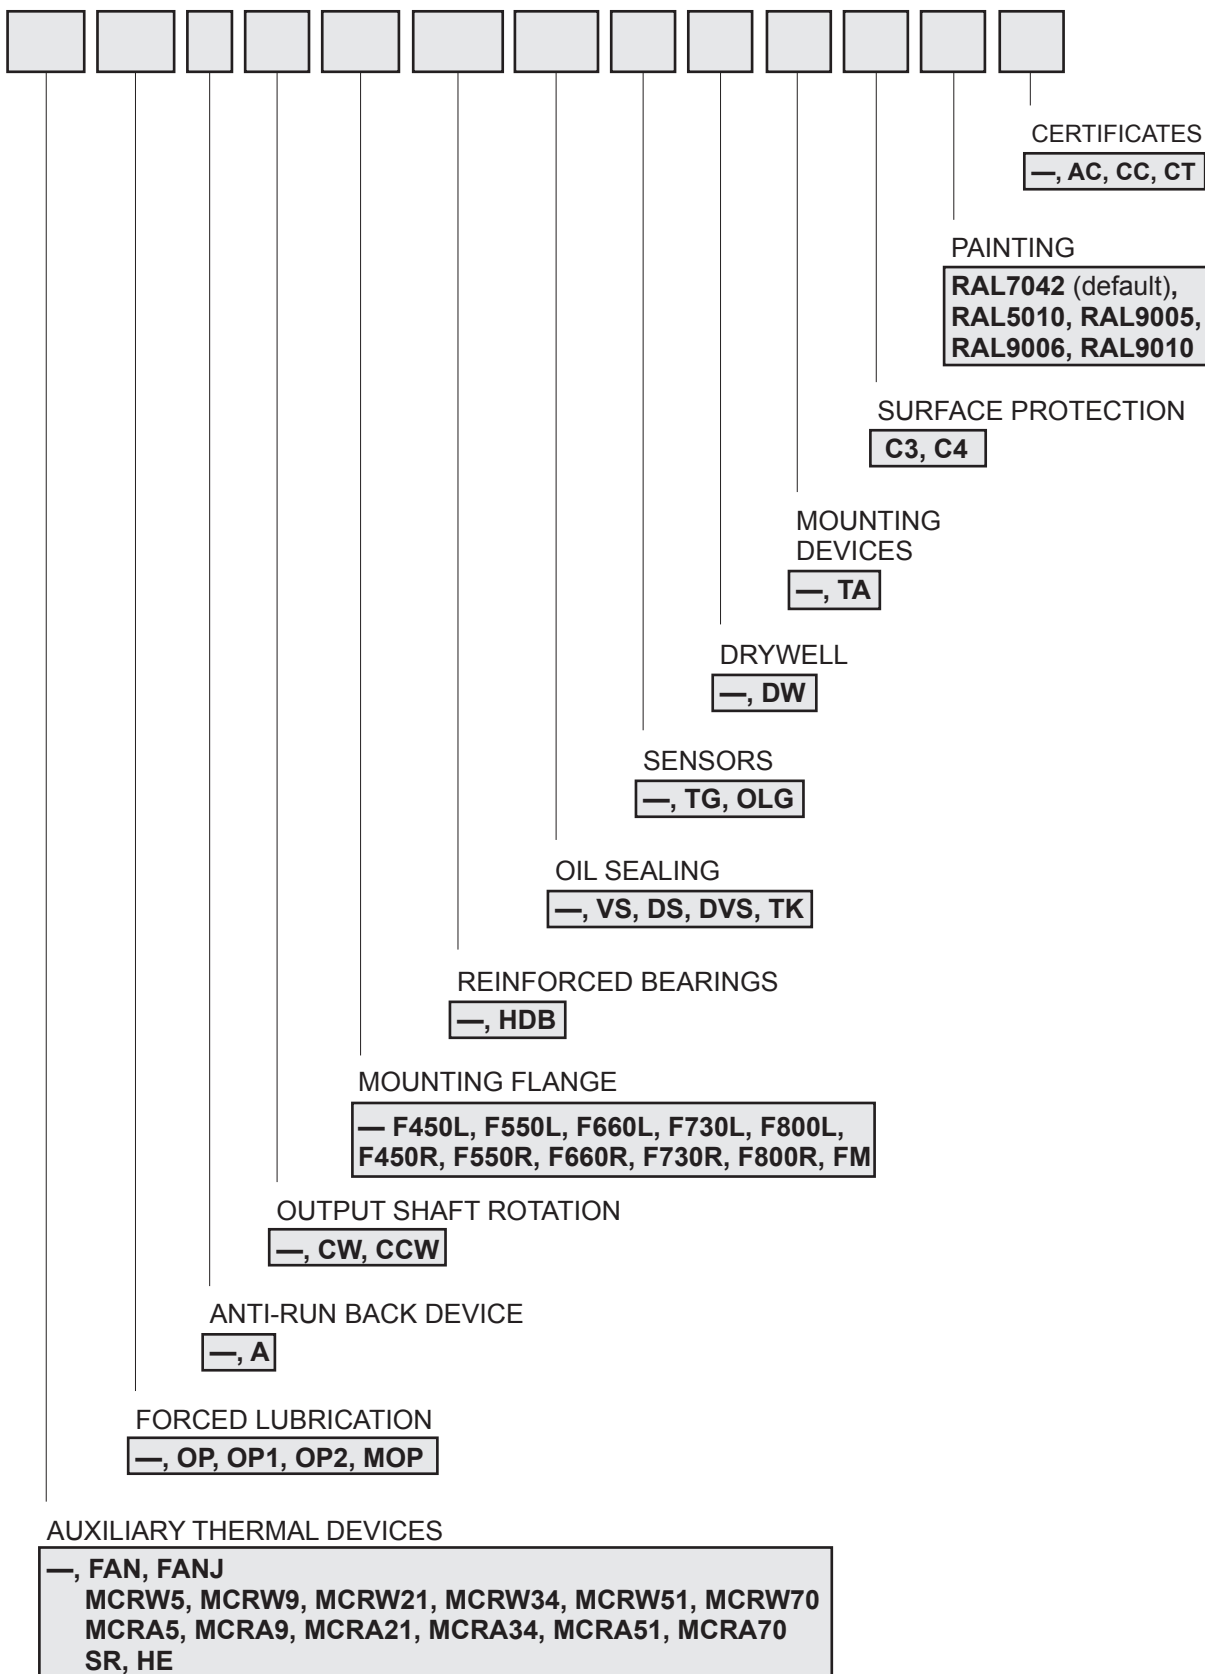 CERTIFICATES
—, AC, CC, CT
PAINTING
RAL7042 (default),
RAL5010, RAL9005,
RAL9006, RAL9010
SURFACE PROTECTION
C3, C4
MOUNTING
DEVICES
—, TA
DRYWELL
—, DW
SENSORS
—, TG, OLG
OIL SEALING
—, VS, DS, DVS, TK
REINFORCED BEARINGS
—, HDB
MOUNTING FLANGE
— F450L, F550L, F660L, F730L, F800L,
F450R, F550R, F660R, F730R, F800R, FM
OUTPUT SHAFT ROTATION
—, CW, CCW
ANTI-RUN BACK DEVICE
—, A
FORCED LUBRICATION
—, OP, OP1, OP2, MOP
AUXILIARY THERMAL DEVICES
—, FAN, FANJ
MCRW5, MCRW9, MCRW21, MCRW34, MCRW51, MCRW70
MCRA5, MCRA9, MCRA21, MCRA34, MCRA51, MCRA70
SR, HE